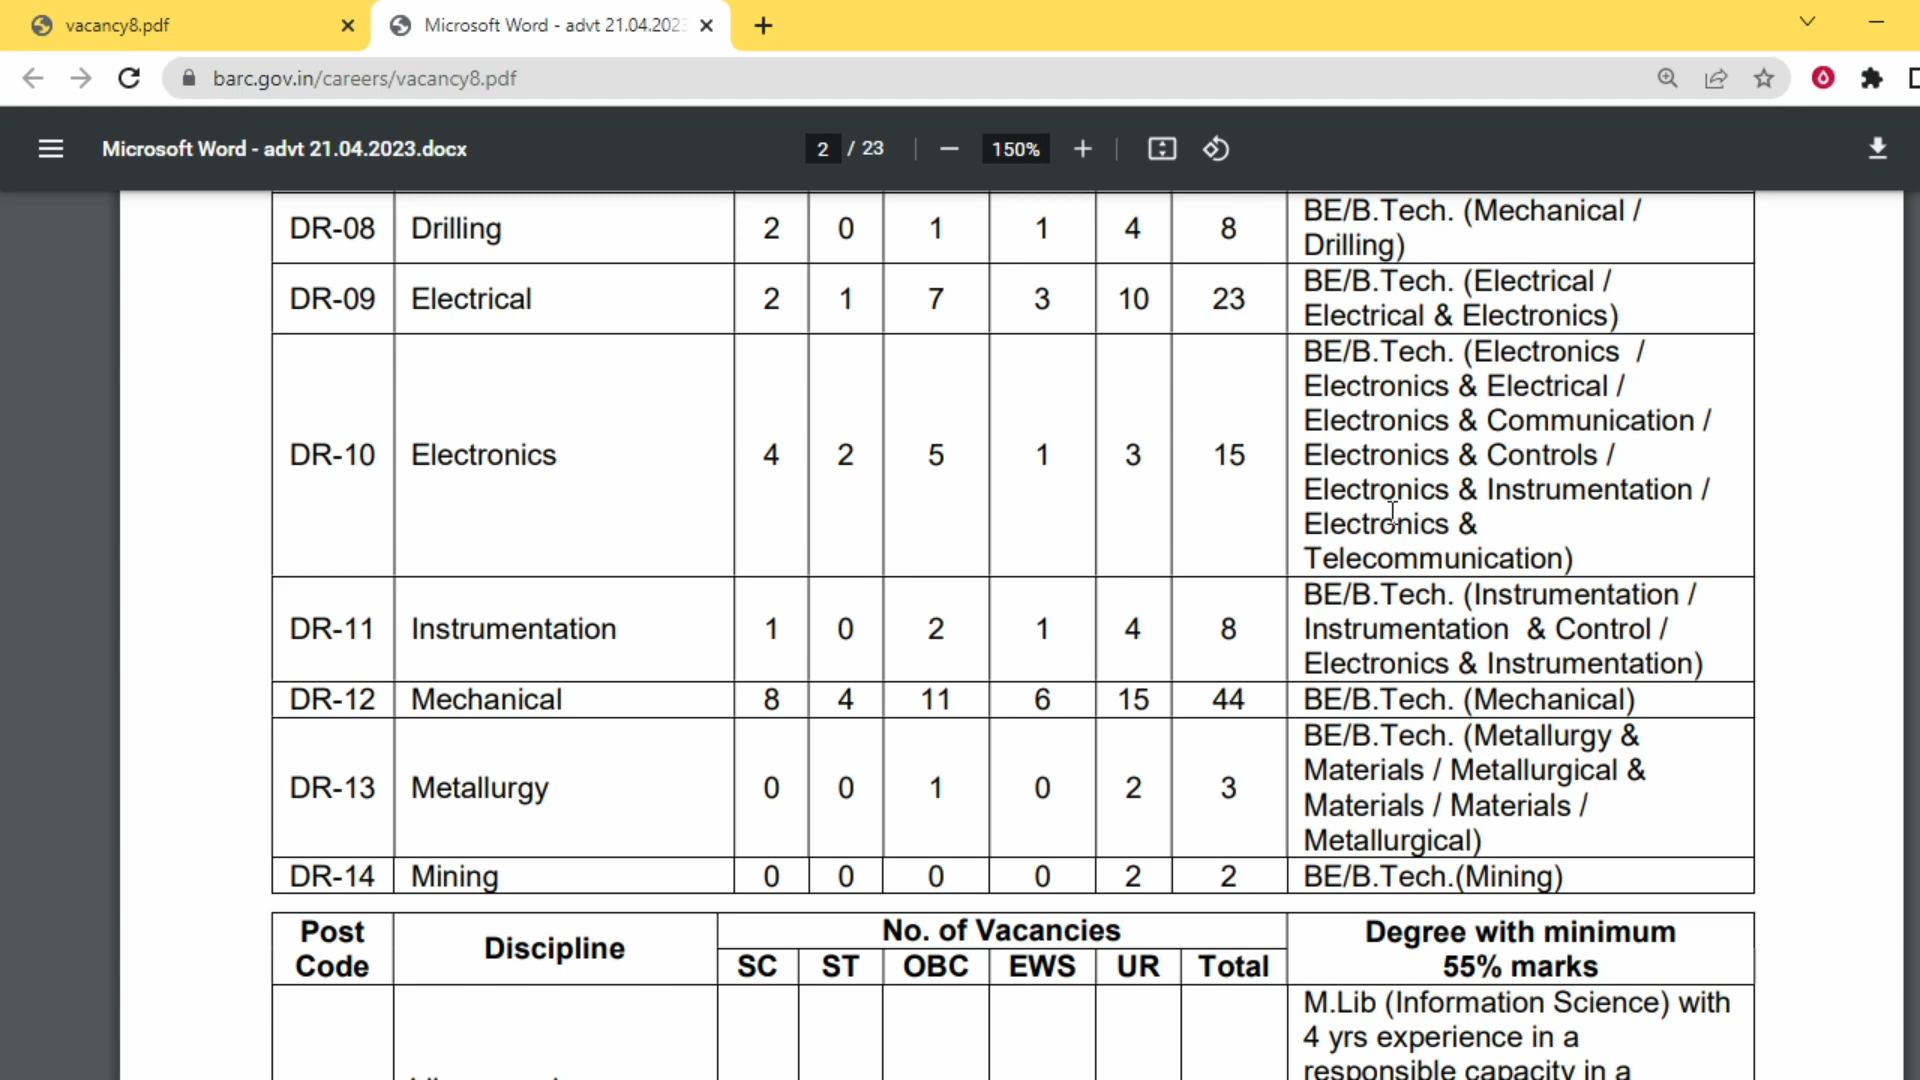 vacancy8.pdf
Microsoft Word - advt 21.04.202
barc.gov.in/careers/vacancy8.pdf
Microsoft Word - advt 21.04.2023.docx
2 / 23
150%
DR-08 Drilling 2 0 1 1 4 8 BE/B.Tech. (Mechanical /
Drilling)
DR-09 Electrical 2 1 7 3 10 23 BE/B.Tech. (Electrical /
Electrical & Electronics)
DR-10 Electronics 4 2 5 1 3 15 BE/B.Tech. (Electronics /
Electronics & Electrical /
Electronics & Communication /
Electronics & Controls /
Electronics & Instrumentation /
Electronics &
Telecommunication)
DR-11 Instrumentation 1 0 2 1 4 8 BE/B.Tech. (Instrumentation /
Instrumentation & Control /
Electronics & Instrumentation)
DR-12 Mechanical 8 4 11 6 15 44 BE/B.Tech. (Mechanical)
DR-13 Metallurgy 0 0 1 0 2 3 BE/B.Tech. (Metallurgy &
Materials / Metallurgical &
Materials / Materials /
Metallurgical)
DR-14 Mining 0 0 0 0 2 2 BE/B.Tech.(Mining)
Post Code Discipline No. of Vacancies Degree with minimum
55% marks
SC ST OBC EWS UR Total
M.Lib (Information Science) with
4 yrs experience in a
responsible capacity in a